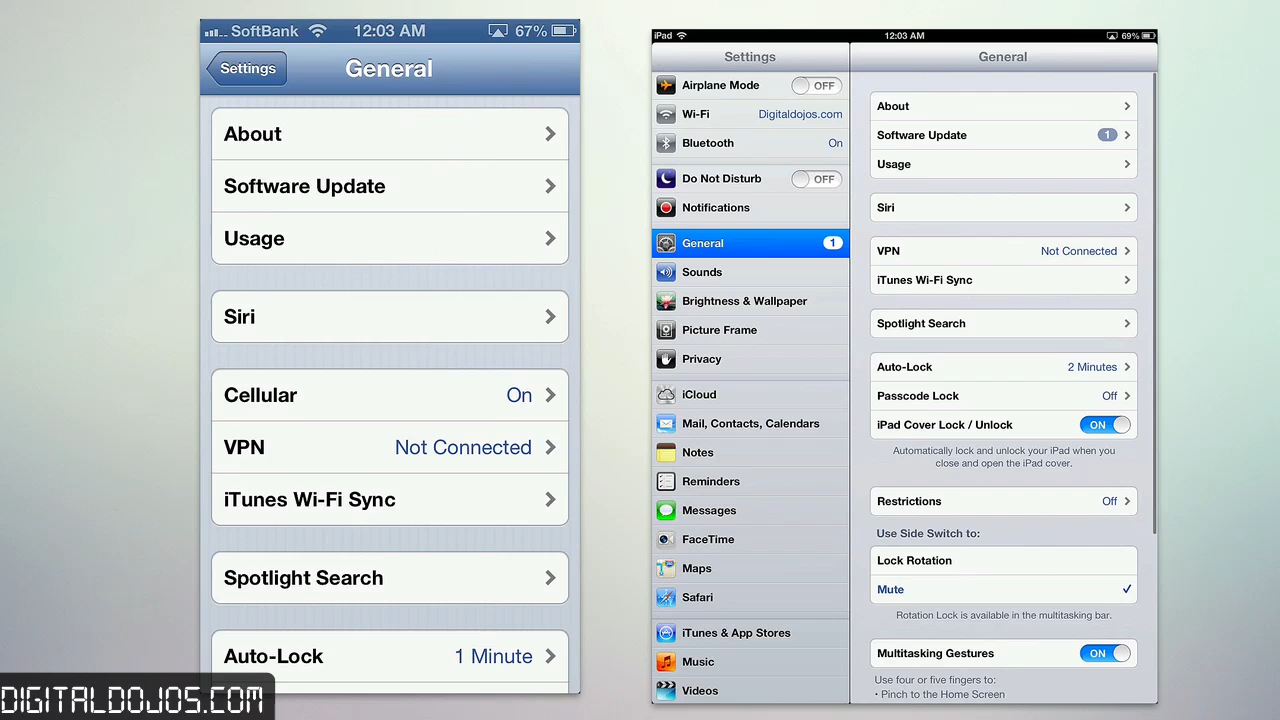 SoftBank 12:03 AM 67%
Settings General
About
Software Update
Usage
Siri
Cellular On
VPN Not Connected
iTunes Wi-Fi Sync
Spotlight Search
Auto-Lock 1 Minute
iPad 12:03 AM 69%
Settings
Airplane Mode OFF
Wi-Fi Digitaldojos.com
Bluetooth On
Do Not Disturb OFF
Notifications
General 1
Sounds
Brightness & Wallpaper
Picture Frame
Privacy
iCloud
Mail, Contacts, Calendars
Notes
Reminders
Messages
FaceTime
Maps
Safari
iTunes & App Stores
Music
Videos
General
About
Software Update 1
Usage
Siri
VPN Not Connected
iTunes Wi-Fi Sync
Spotlight Search
Auto-Lock 2 Minutes
Passcode Lock Off
iPad Cover Lock / Unlock ON
Automatically lock and unlock your iPad when you
close and open the iPad cover.
Restrictions Off
Use Side Switch to:
Lock Rotation
Mute
Rotation Lock is available in the multitasking bar.
Multitasking Gestures ON
Use four or five fingers to:
• Pinch to the Home Screen
DIGITALDOJOS.COM